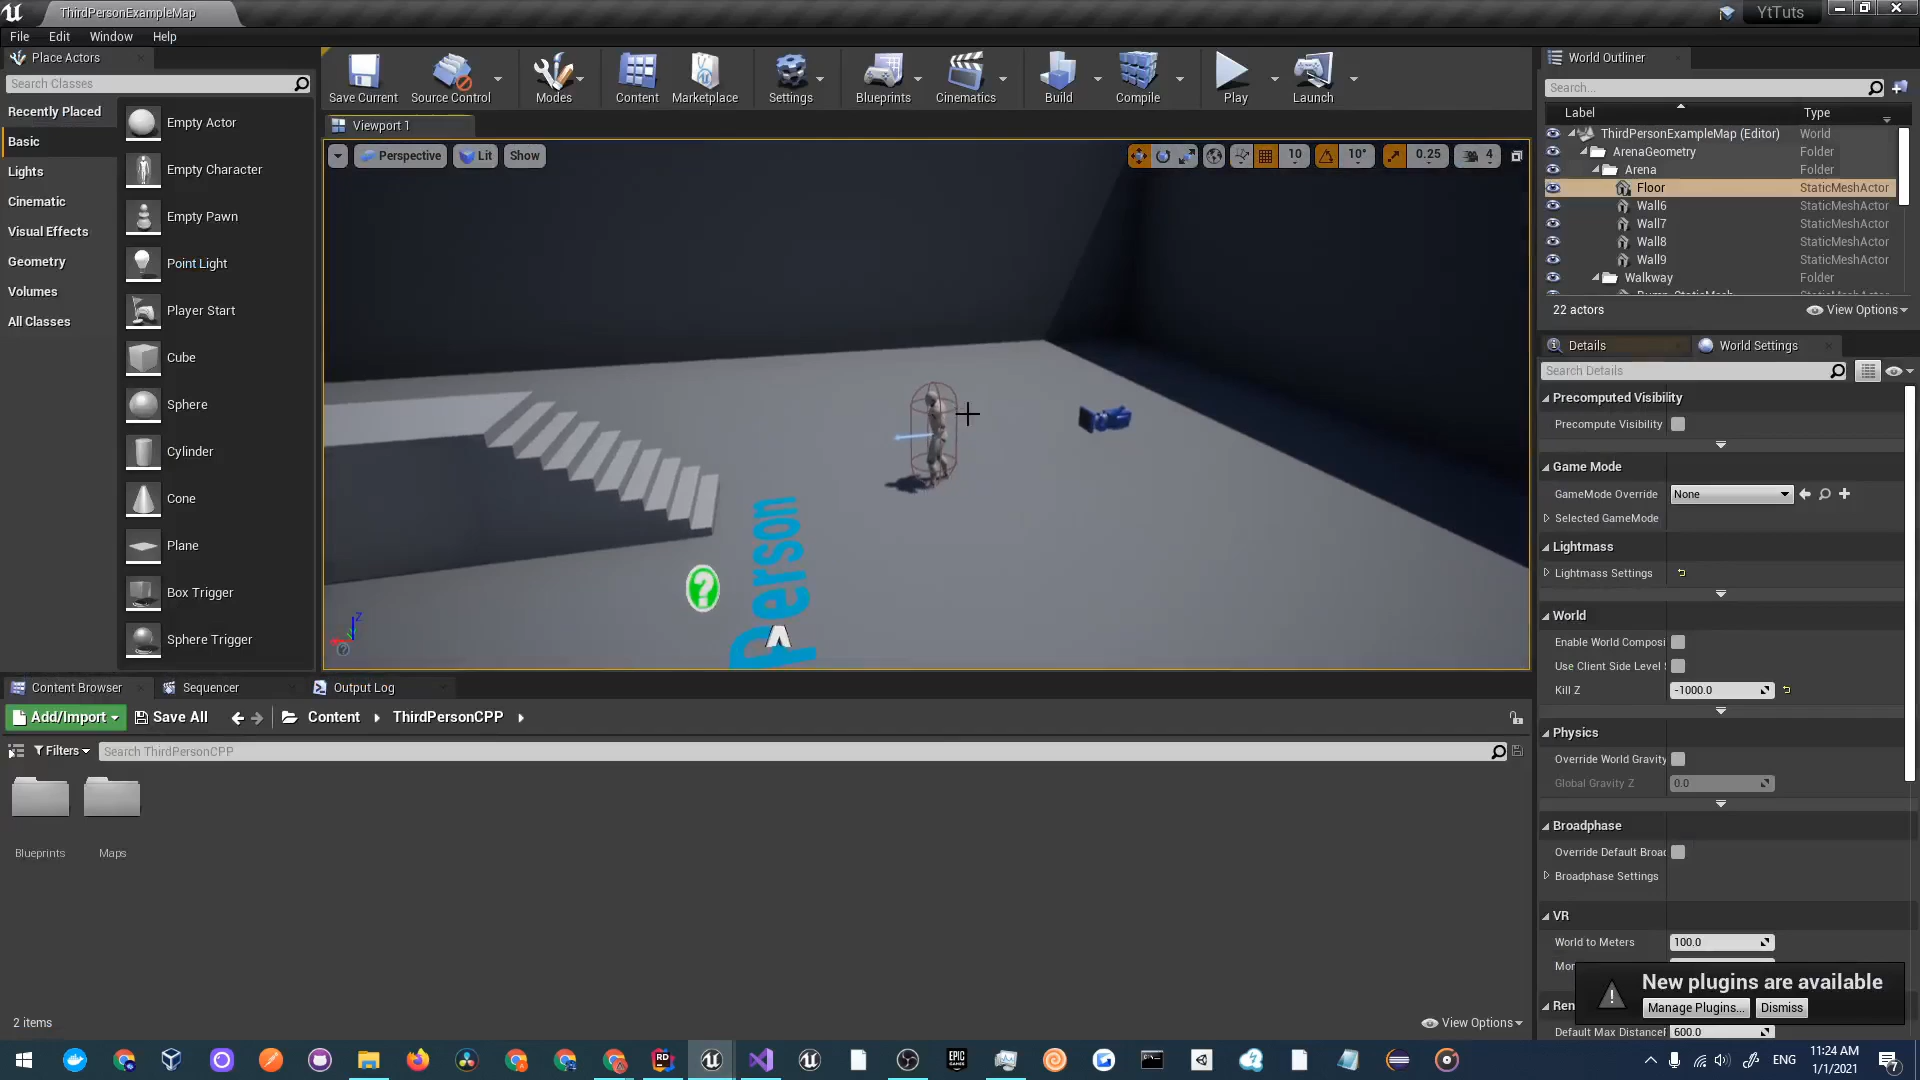 ThirdPersonExampleMap
YtTuts
File Edit Window Help
Place Actors
Search Classes
Recently Placed
Basic
Lights
Cinematic
Visual Effects
Geometry
Volumes
All Classes
Empty Actor
Empty Character
Empty Pawn
Point Light
Player Start
Cube
Sphere
Cylinder
Cone
Plane
Box Trigger
Sphere Trigger
Save Current
Source Control
Modes
Content
Marketplace
Settings
Blueprints
Cinematics
Build
Compile
Play
Launch
Viewport 1
Perspective Lit Show
10 10° 0.25 4
Person
World Outliner
Search...
Label Type
ThirdPersonExampleMap (Editor) World
ArenaGeometry Folder
Arena Folder
Floor StaticMeshActor
Wall6 StaticMeshActor
Wall7 StaticMeshActor
Wall8 StaticMeshActor
Wall9 StaticMeshActor
Walkway Folder
22 actors View Options
Details World Settings
Search Details
Precomputed Visibility
Precompute Visibility
Game Mode
GameMode Override None
Selected GameMode
Lightmass
Lightmass Settings
World
Enable World Composi
Use Client Side Level
Kill Z -1000.0
Physics
Override World Gravity
Global Gravity Z 0.0
Broadphase
Override Default Broad
Broadphase Settings
VR
World to Meters 100.0
Mon
Ren
Default Max DistanceF 600.0
New plugins are available
Manage Plugins... Dismiss
Content Browser Sequencer Output Log
Add/Import Save All Content ThirdPersonCPP
Filters Search ThirdPersonCPP
Blueprints Maps
2 items View Options
RD EPIC GAMES
ENG 11:24 AM
1/1/2021
7